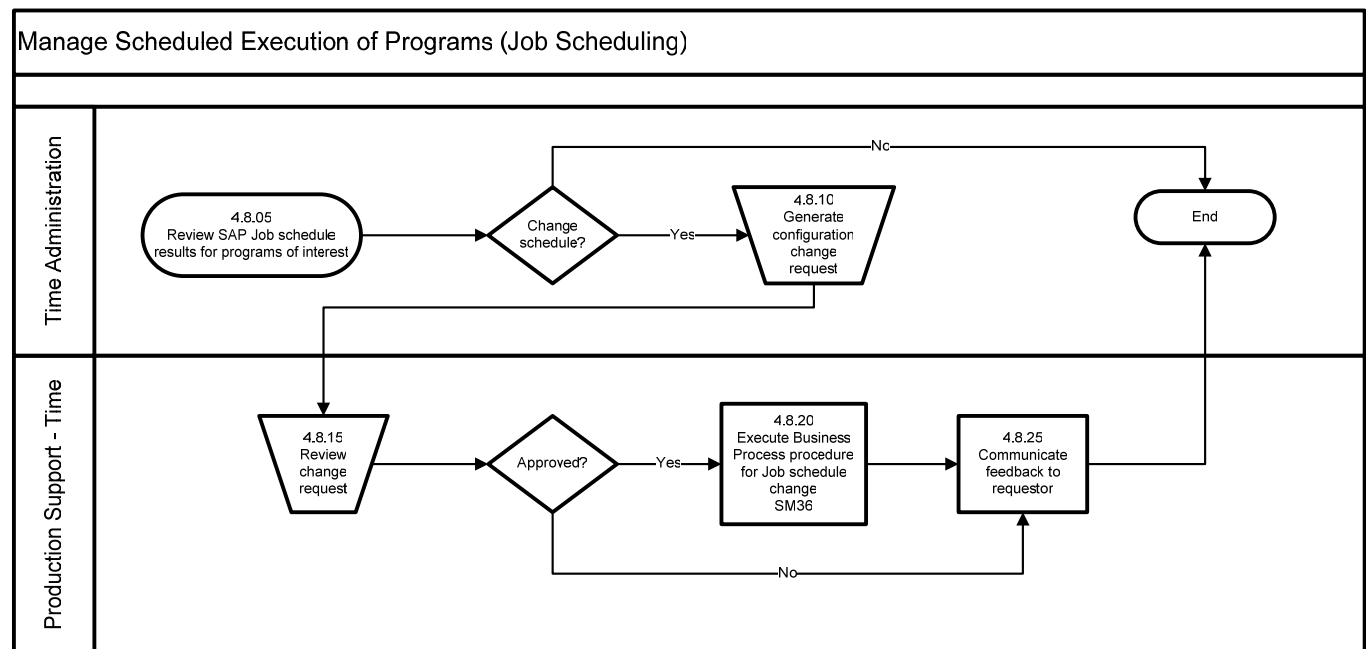 Manage Scheduled Execution of Programs (Job Scheduling)
Time Administration
No
4.8.05
Review SAP Job schedule
results for programs of interest
Change
schedule?
Yes
4.8.10
Generate
configuration
change
request
End
Production Support - Time
4.8.15
Review
change
request
Approved?
Yes
4.8.20
Execute Business
Process procedure
for Job schedule
change
SM36
4.8.25
Communicate
feedback to
requestor
No